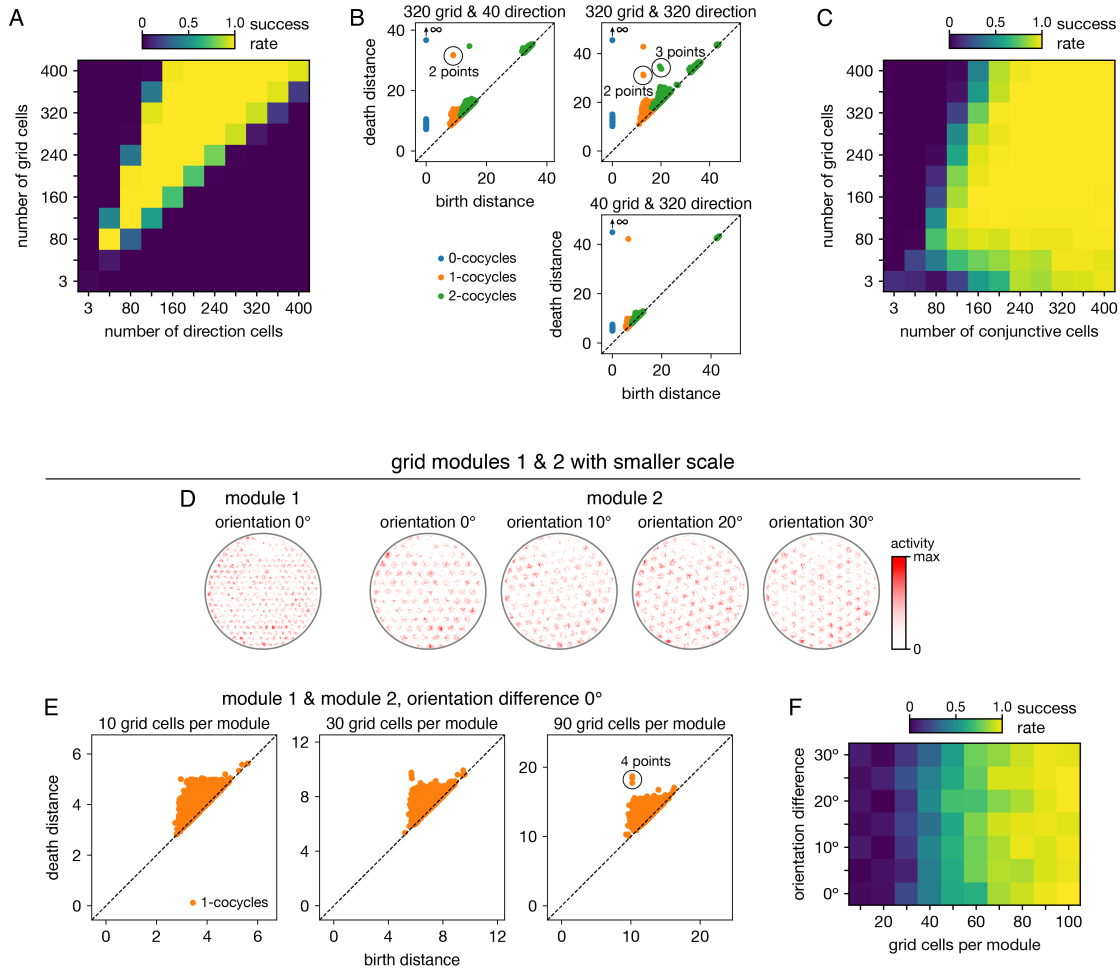 A
0 0.5 1.0 success
rate
number of grid cells
400
320
240
160
80
3
3 80 160 240 320 400
number of direction cells
B
320 grid & 40 direction
death distance
40
20
0
∞
2 points
0 20 40
birth distance
320 grid & 320 direction
40
20
0
∞
3 points
2 points
0-cocycles
1-cocycles
2-cocycles
40 grid & 320 direction
death distance
40
20
0
∞
0 20 40
birth distance
C
0 0.5 1.0 success
rate
number of grid cells
400
320
240
160
80
3
3 80 160 240 320 400
number of conjunctive cells
grid modules 1 & 2 with smaller scale
D
module 1
orientation 0°
module 2
orientation 0° orientation 10° orientation 20° orientation 30°
activity
max
0
E
module 1 & module 2, orientation difference 0°
10 grid cells per module
death distance
6
4
2
0
1-cocycles
0 2 4 6
30 grid cells per module
12
8
4
0
0 4 8 12
birth distance
90 grid cells per module
20
10
0
4 points
0 10 20
F
0 0.5 1.0 success
rate
orientation difference
30°
20°
10°
0°
20 40 60 80 100
grid cells per module